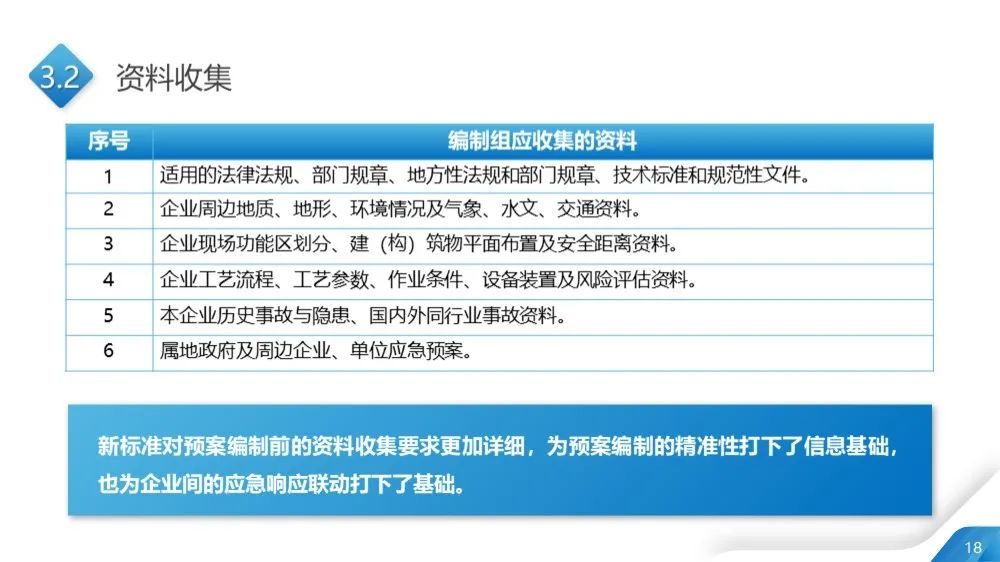 3.2 资料收集
序号 编制组应收集的资料
1 适用的法律法规、部门规章、地方性法规和部门规章、技术标准和规范性文件。
2 企业周边地质、地形、环境情况及气象、水文、交通资料。
3 企业现场功能区划分、建（构）筑物平面布置及安全距离资料。
4 企业工艺流程、工艺参数、作业条件、设备装置及风险评估资料。
5 本企业历史事故与隐患、国内外同行业事故资料。
6 属地政府及周边企业、单位应急预案。
新标准对预案编制前的资料收集要求更加详细，为预案编制的精准性打下了信息基础，
也为企业间的应急响应联动打下了基础。
18